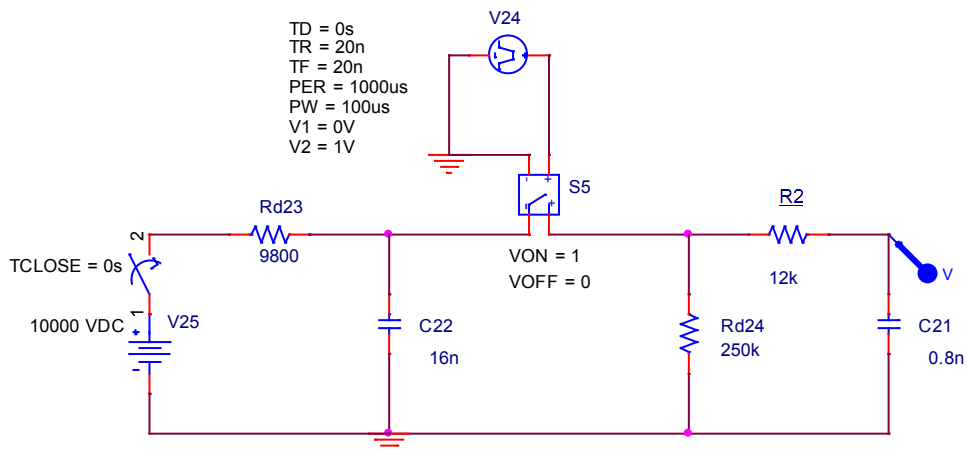 V24
TD = 0s
TR = 20n
TF = 20n
PER = 1000us
PW = 100us
V1 = 0V
V2 = 1V
- +
S5
- +
VON = 1
VOFF = 0
Rd23
9800
R2
12k
2
TCLOSE = 0s
1
10000 VDC
+
-
V25
C22
16n
Rd24
250k
C21
0.8n
V